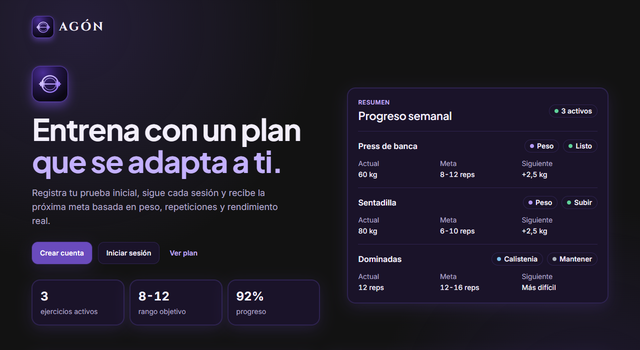 AGÓN
Entrena con un plan
que se adapta a ti.
Registra tu prueba inicial, sigue cada sesión y recibe la
próxima meta basada en peso, repeticiones y rendimiento
real.
Crear cuenta
Iniciar sesión
Ver plan
3
ejercicios activos
8-12
rango objetivo
92%
progreso
RESUMEN
Progreso semanal
3 activos
Press de banca
Peso
Listo
Actual
Meta
Siguiente
60 kg
8-12 reps
+2,5 kg
Sentadilla
Peso
Subir
Actual
Meta
Siguiente
80 kg
6-10 reps
+2,5 kg
Dominadas
Calistenia
Mantener
Actual
Meta
Siguiente
12 reps
12-16 reps
Más difícil